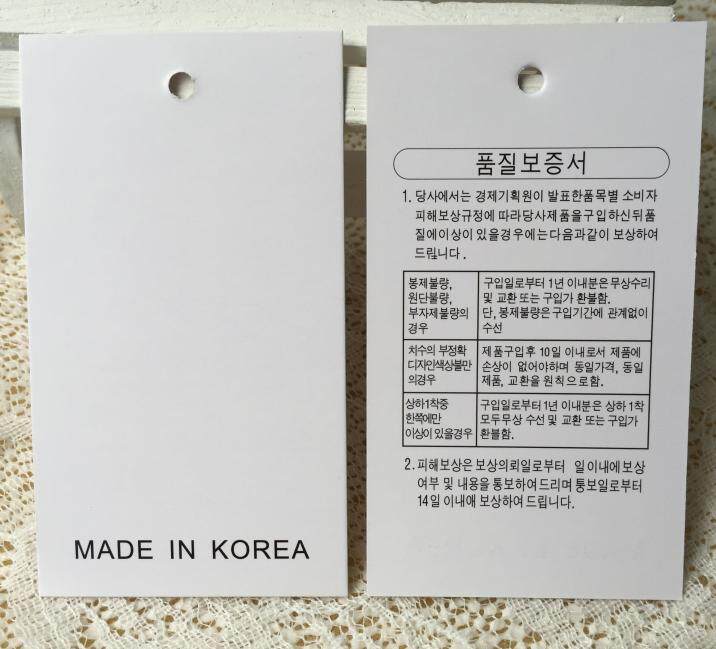 MADE IN KOREA
품질보증서
1. 당사에서는 경제기획원이 발표한품목별 소비자
피해보상규정에 따라당사제품을구입하신뒤품
질에이상이 있을경우에는다음과같이 보상하여
드립니다.
봉제불량,
원단불량,
부자제불량의
경우
구입일로부터 1년 이내분은무상수리
및 교환 또는 구입가 환불함.
단, 봉제불량은구입기간에 관계없이
수선
치수의 부정확
디자인색상불만
의경우
제품구입후 10일 이내로서 제품에
손상이 없어야하며 동일가격, 동일
제품, 교환을 원칙으로함.
상하1착중
한쪽에만
이상이 있을경우
구입일로부터1년 이내분은 상하 1착
모두무상 수선 및 교환 또는 구입가
환불함.
2. 피해보상은보상의뢰일로부터 일이내에보상
여부 및 내용을통보하여드리며통보일로부터
14일 이내에 보상하여드립니다.